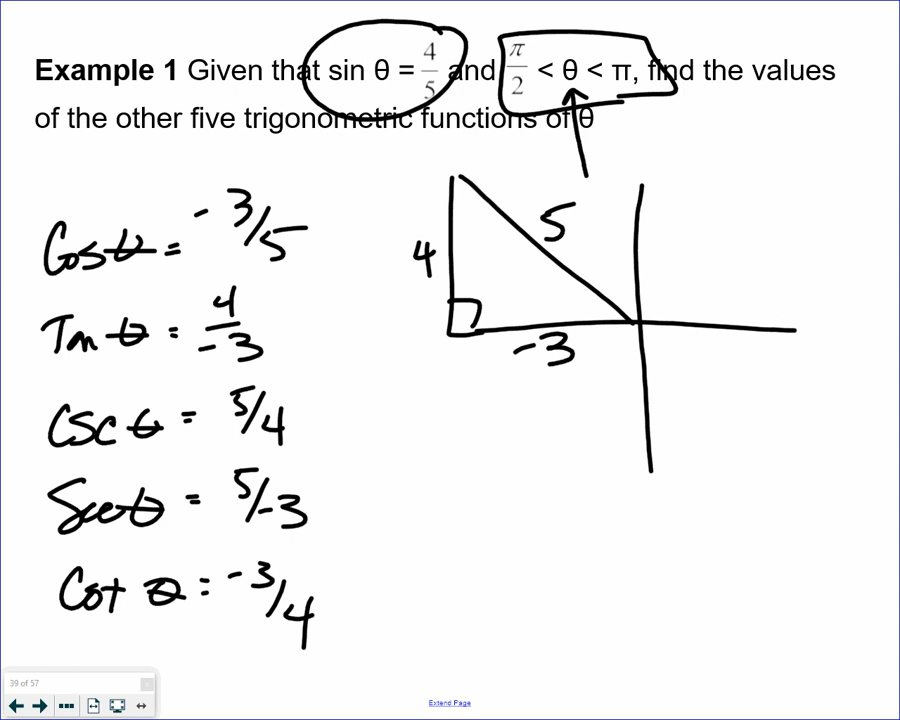 Example 1 Given that sin θ = 4/5 and π/2 < θ < π, find the values
of the other five trigonometric functions of θ
Cos θ = -3/5
Tan θ = 4/-3
Csc θ = 5/4
Sec θ = 5/-3
Cot θ = -3/4
5
4
-3
39 of 57
Extend Page